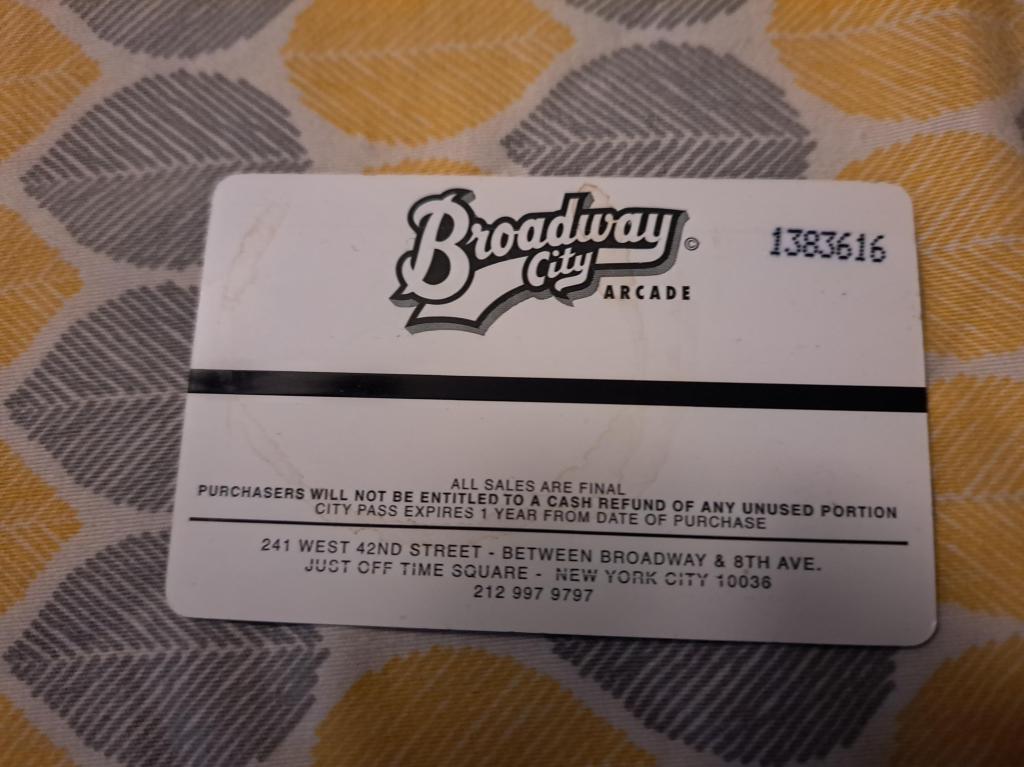 Broadway
City
ARCADE
©
1383616
ALL SALES ARE FINAL
PURCHASERS WILL NOT BE ENTITLED TO A CASH REFUND OF ANY UNUSED PORTION
CITY PASS EXPIRES 1 YEAR FROM DATE OF PURCHASE
241 WEST 42ND STREET - BETWEEN BROADWAY & 8TH AVE.
JUST OFF TIME SQUARE - NEW YORK CITY 10036
212 997 9797